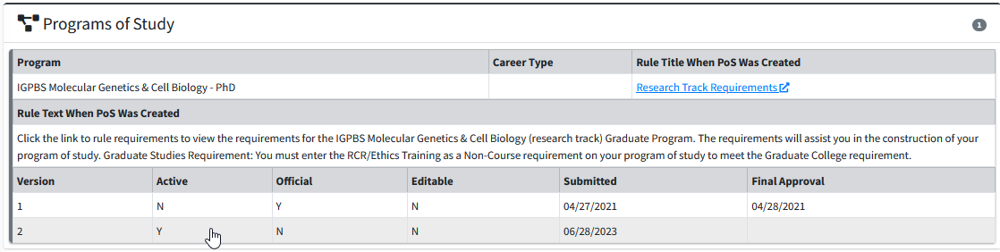 Programs of Study
1
Program Career Type Rule Title When PoS Was Created
IGPBS Molecular Genetics & Cell Biology - PhD Research Track Requirements
Rule Text When PoS Was Created
Click the link to rule requirements to view the requirements for the IGPBS Molecular Genetics & Cell Biology (research track) Graduate Program. The requirements will assist you in the construction of your
program of study. Graduate Studies Requirement: You must enter the RCR/Ethics Training as a Non-Course requirement on your program of study to meet the Graduate College requirement.
Version Active Official Editable Submitted Final Approval
1 N Y N 04/27/2021 04/28/2021
2 Y N N 06/28/2023